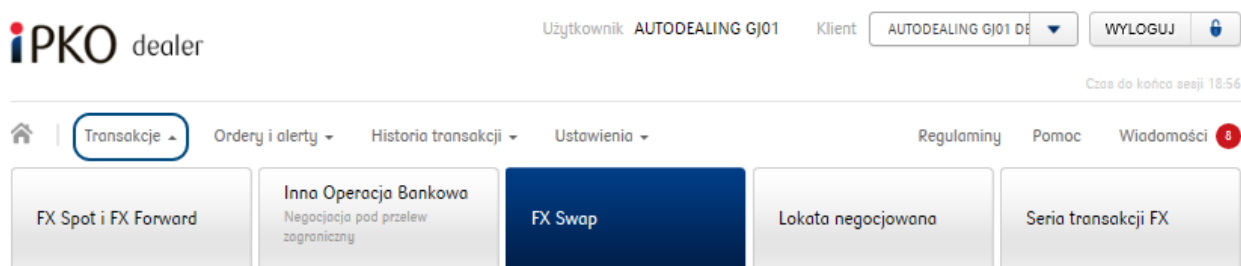 iPKO dealer
Użytkownik AUTODEALING GJ01 Klient AUTODEALING GJ01 DE WYLOGUJ
Czas do końca sesji 18:56
Transakcje Ordery i alerty Historia transakcji Ustawienia Regulaminy Pomoc Wiadomości 8
FX Spot i FX Forward
Inna Operacja Bankowa
Negocjacja pod przelew
zagraniczny
FX Swap
Lokata negocjowana
Seria transakcji FX